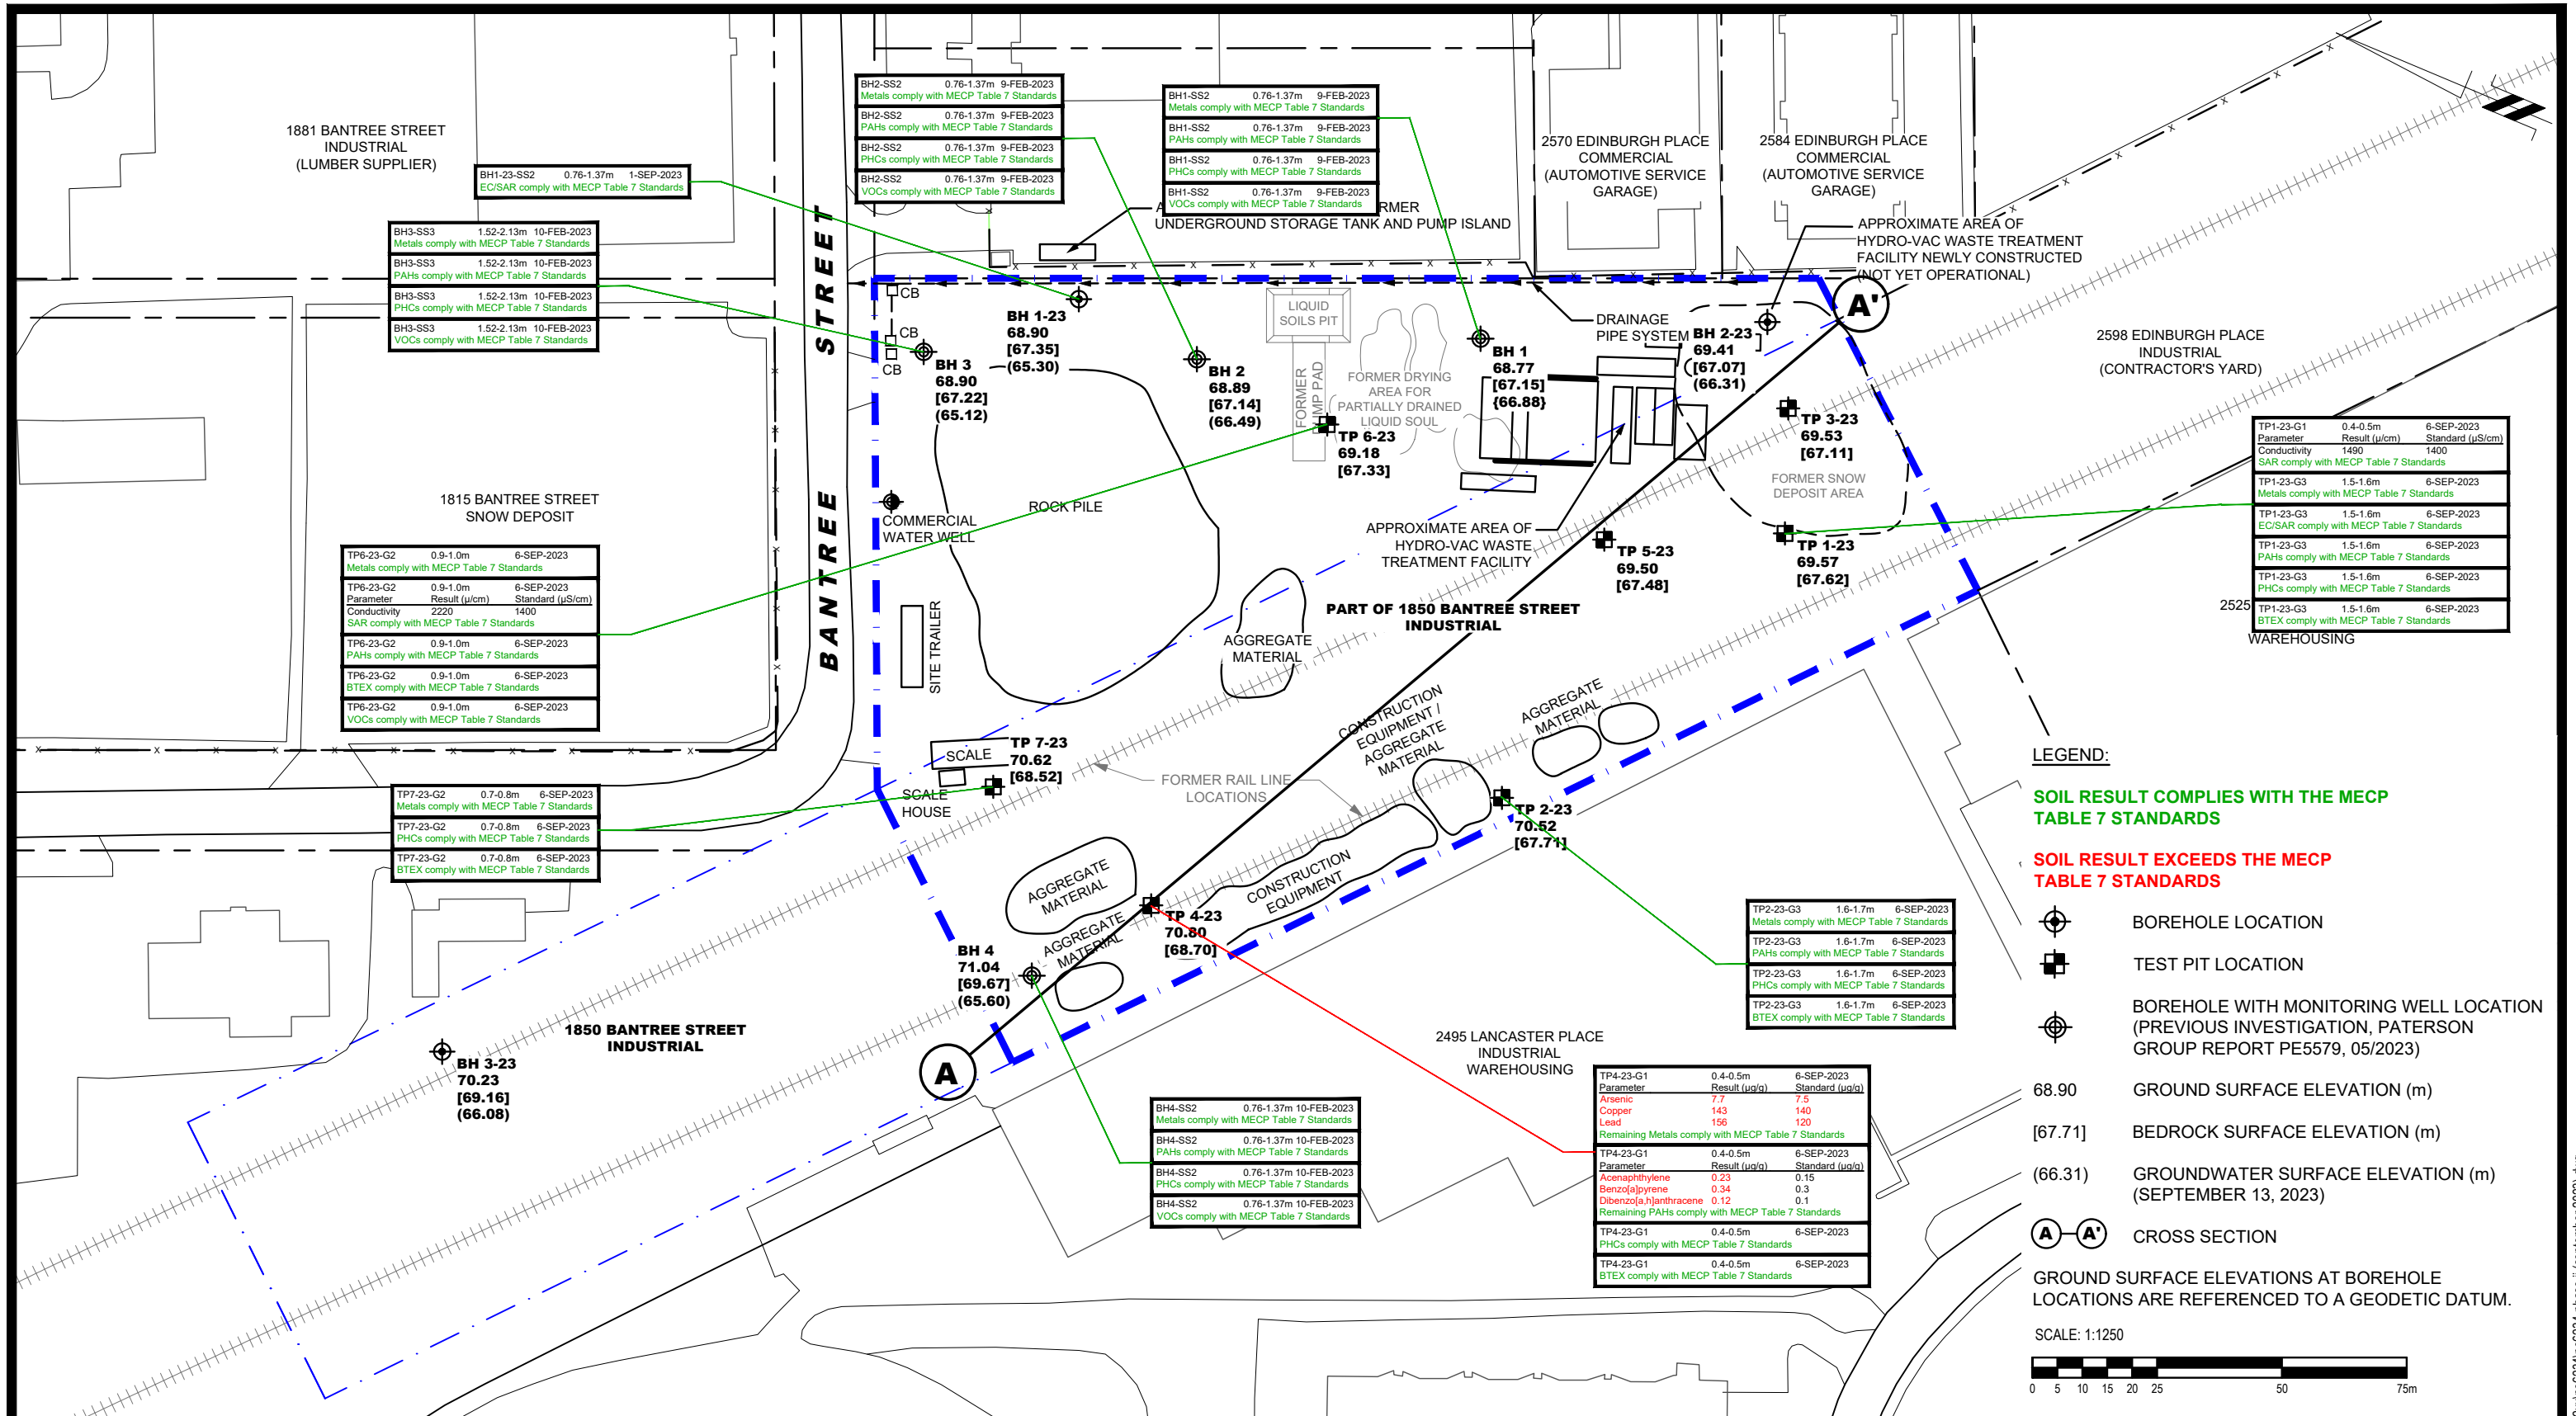 1881 BANTREE STREET
INDUSTRIAL
(LUMBER SUPPLIER)
BH1-23-SS2 0.76-1.37m 1-SEP-2023
EC/SAR comply with MECP Table 7 Standards
BH3-SS3 1.52-2.13m 10-FEB-2023
Metals comply with MECP Table 7 Standards
BH3-SS3 1.52-2.13m 10-FEB-2023
PAHs comply with MECP Table 7 Standards
BH3-SS3 1.52-2.13m 10-FEB-2023
PHCs comply with MECP Table 7 Standards
BH3-SS3 1.52-2.13m 10-FEB-2023
VOCs comply with MECP Table 7 Standards
BH2-SS2 0.76-1.37m 9-FEB-2023
Metals comply with MECP Table 7 Standards
BH2-SS2 0.76-1.37m 9-FEB-2023
PAHs comply with MECP Table 7 Standards
BH2-SS2 0.76-1.37m 9-FEB-2023
PHCs comply with MECP Table 7 Standards
BH2-SS2 0.76-1.37m 9-FEB-2023
VOCs comply with MECP Table 7 Standards
BH1-SS2 0.76-1.37m 9-FEB-2023
Metals comply with MECP Table 7 Standards
BH1-SS2 0.76-1.37m 9-FEB-2023
PAHs comply with MECP Table 7 Standards
BH1-SS2 0.76-1.37m 9-FEB-2023
PHCs comply with MECP Table 7 Standards
BH1-SS2 0.76-1.37m 9-FEB-2023
VOCs comply with MECP Table 7 Standards
A RMER
UNDERGROUND STORAGE TANK AND PUMP ISLAND
2570 EDINBURGH PLACE
COMMERCIAL
(AUTOMOTIVE SERVICE
GARAGE)
2584 EDINBURGH PLACE
COMMERCIAL
(AUTOMOTIVE SERVICE
GARAGE)
APPROXIMATE AREA OF
HYDRO-VAC WASTE TREATMENT
FACILITY NEWLY CONSTRUCTED
(NOT YET OPERATIONAL)
A'
2598 EDINBURGH PLACE
INDUSTRIAL
(CONTRACTOR'S YARD)
BANTREE STREET
CB
CB
CB
BH 1-23
68.90
[67.35]
(65.30)
BH 3
68.90
[67.22]
(65.12)
BH 2
68.89
[67.14]
(66.49)
LIQUID
SOILS PIT
FORMER
DUMP PAD
FORMER DRYING
AREA FOR
PARTIALLY DRAINED
LIQUID SOUL
BH 1
68.77
[67.15]
{66.88}
DRAINAGE
PIPE SYSTEM
BH 2-23
69.41
[67.07]
(66.31)
TP 6-23
69.18
[67.33]
TP 3-23
69.53
[67.11]
FORMER SNOW
DEPOSIT AREA
TP 1-23
69.57
[67.62]
TP 5-23
69.50
[67.48]
APPROXIMATE AREA OF
HYDRO-VAC WASTE
TREATMENT FACILITY
ROCK PILE
COMMERCIAL
WATER WELL
SITE TRAILER
1815 BANTREE STREET
SNOW DEPOSIT
TP6-23-G2 0.9-1.0m 6-SEP-2023
Metals comply with MECP Table 7 Standards
TP6-23-G2 0.9-1.0m 6-SEP-2023
Parameter Result (µ/cm) Standard (µS/cm)
Conductivity 2220 1400
SAR comply with MECP Table 7 Standards
TP6-23-G2 0.9-1.0m 6-SEP-2023
PAHs comply with MECP Table 7 Standards
TP6-23-G2 0.9-1.0m 6-SEP-2023
BTEX comply with MECP Table 7 Standards
TP6-23-G2 0.9-1.0m 6-SEP-2023
VOCs comply with MECP Table 7 Standards
TP1-23-G1 0.4-0.5m 6-SEP-2023
Parameter Result (µ/cm) Standard (µS/cm)
Conductivity 1490 1400
SAR comply with MECP Table 7 Standards
TP1-23-G3 1.5-1.6m 6-SEP-2023
Metals comply with MECP Table 7 Standards
TP1-23-G3 1.5-1.6m 6-SEP-2023
EC/SAR comply with MECP Table 7 Standards
TP1-23-G3 1.5-1.6m 6-SEP-2023
PAHs comply with MECP Table 7 Standards
TP1-23-G3 1.5-1.6m 6-SEP-2023
PHCs comply with MECP Table 7 Standards
TP1-23-G3 1.5-1.6m 6-SEP-2023
BTEX comply with MECP Table 7 Standards
2525
WAREHOUSING
PART OF 1850 BANTREE STREET
INDUSTRIAL
AGGREGATE
MATERIAL
CONSTRUCTION
EQUIPMENT /
AGGREGATE
MATERIAL
AGGREGATE
MATERIAL
SCALE
SCALE
HOUSE
TP 7-23
70.62
[68.52]
FORMER RAIL LINE
LOCATIONS
TP 2-23
70.52
[67.71]
CONSTRUCTION
EQUIPMENT
AGGREGATE
MATERIAL
AGGREGATE
MATERIAL
TP 4-23
70.80
[68.70]
BH 4
71.04
[69.67]
(65.60)
A
TP7-23-G2 0.7-0.8m 6-SEP-2023
Metals comply with MECP Table 7 Standards
TP7-23-G2 0.7-0.8m 6-SEP-2023
PHCs comply with MECP Table 7 Standards
TP7-23-G2 0.7-0.8m 6-SEP-2023
BTEX comply with MECP Table 7 Standards
1850 BANTREE STREET
INDUSTRIAL
BH 3-23
70.23
[69.16]
(66.08)
TP2-23-G3 1.6-1.7m 6-SEP-2023
Metals comply with MECP Table 7 Standards
TP2-23-G3 1.6-1.7m 6-SEP-2023
PAHs comply with MECP Table 7 Standards
TP2-23-G3 1.6-1.7m 6-SEP-2023
PHCs comply with MECP Table 7 Standards
TP2-23-G3 1.6-1.7m 6-SEP-2023
BTEX comply with MECP Table 7 Standards
2495 LANCASTER PLACE
INDUSTRIAL
WAREHOUSING
BH4-SS2 0.76-1.37m 10-FEB-2023
Metals comply with MECP Table 7 Standards
BH4-SS2 0.76-1.37m 10-FEB-2023
PAHs comply with MECP Table 7 Standards
BH4-SS2 0.76-1.37m 10-FEB-2023
PHCs comply with MECP Table 7 Standards
BH4-SS2 0.76-1.37m 10-FEB-2023
VOCs comply with MECP Table 7 Standards
TP4-23-G1 0.4-0.5m 6-SEP-2023
Parameter Result (µg/g) Standard (µg/g)
Arsenic 7.7 7.5
Copper 143 140
Lead 156 120
Remaining Metals comply with MECP Table 7 Standards
TP4-23-G1 0.4-0.5m 6-SEP-2023
Parameter Result (µg/g) Standard (µg/g)
Acenaphthylene 0.23 0.15
Benzo[a]pyrene 0.34 0.3
Dibenzo[a,h]anthracene 0.12 0.1
Remaining PAHs comply with MECP Table 7 Standards
TP4-23-G1 0.4-0.5m 6-SEP-2023
PHCs comply with MECP Table 7 Standards
TP4-23-G1 0.4-0.5m 6-SEP-2023
BTEX comply with MECP Table 7 Standards
LEGEND:
SOIL RESULT COMPLIES WITH THE MECP
TABLE 7 STANDARDS
SOIL RESULT EXCEEDS THE MECP
TABLE 7 STANDARDS
BOREHOLE LOCATION
TEST PIT LOCATION
BOREHOLE WITH MONITORING WELL LOCATION
(PREVIOUS INVESTIGATION, PATERSON
GROUP REPORT PE5579, 05/2023)
68.90 GROUND SURFACE ELEVATION (m)
[67.71] BEDROCK SURFACE ELEVATION (m)
(66.31) GROUNDWATER SURFACE ELEVATION (m)
(SEPTEMBER 13, 2023)
A A' CROSS SECTION
GROUND SURFACE ELEVATIONS AT BOREHOLE
LOCATIONS ARE REFERENCED TO A GEODETIC DATUM.
SCALE: 1:1250
0 5 10 15 20 25 50 75m